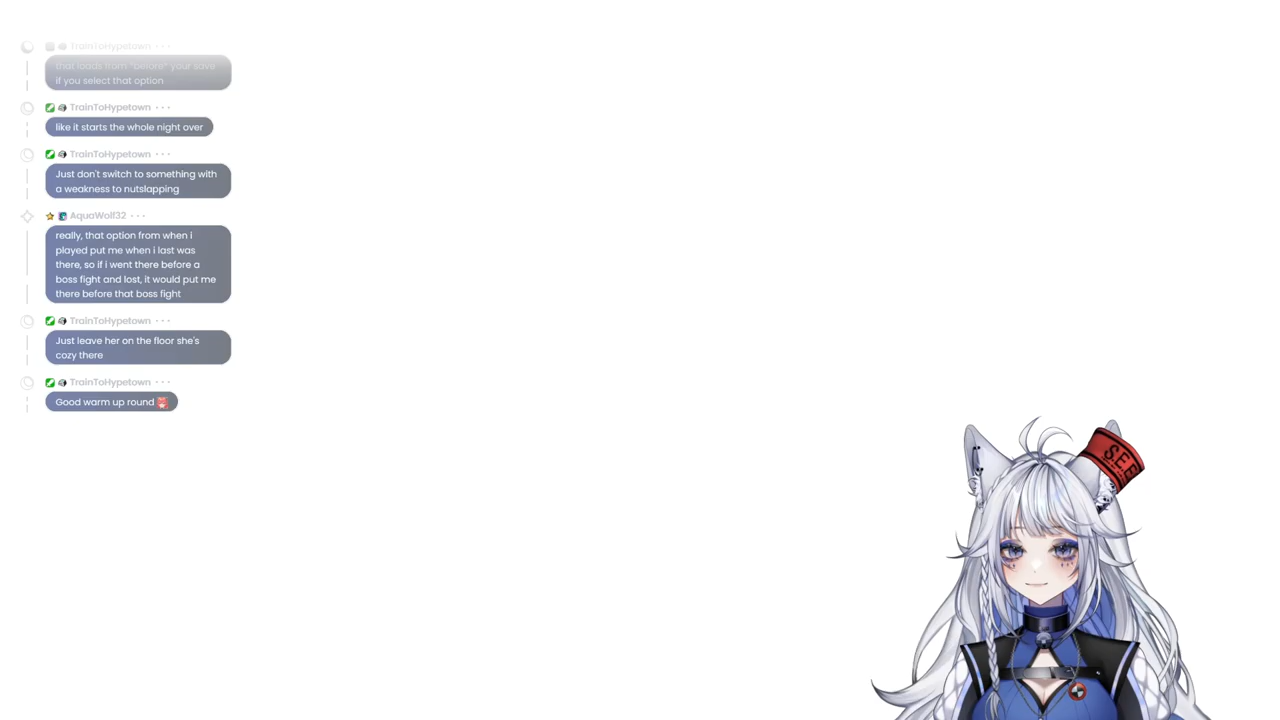 TrainToHypetown
that loads from *before* your save
if you select that option
TrainToHypetown
like it starts the whole night over
TrainToHypetown
Just don't switch to something with
a weakness to nutslapping
AquaWolf32
really, that option from when i
played put me when i last was
there, so if i went there before a
boss fight and lost, it would put me
there before that boss fight
TrainToHypetown
Just leave her on the floor she's
cozy there
TrainToHypetown
Good warm up round
S.E.E